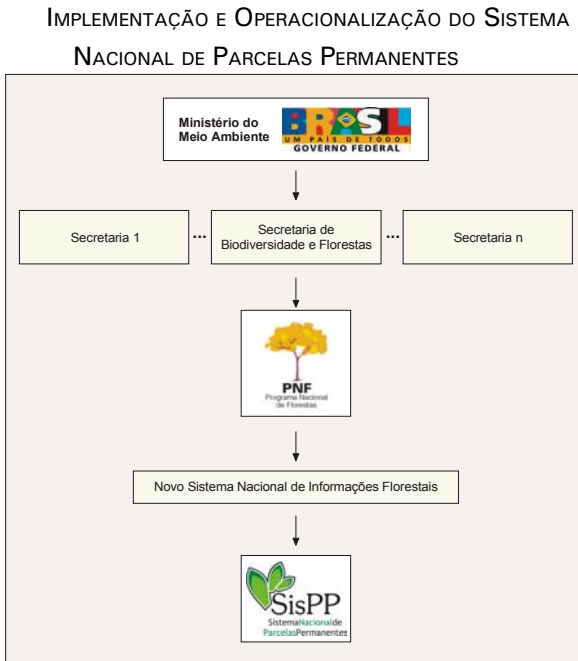 IMPLEMENTAÇÃO E OPERACIONALIZAÇÃO DO SISTEMA
NACIONAL DE PARCELAS PERMANENTES
Ministério do
Meio Ambiente
BRASIL
UM PAÍS DE TODOS
GOVERNO FEDERAL
Secretaria 1
...
Secretaria de
Biodiversidade e Florestas
...
Secretaria n
PNF
Programa Nacional
de Florestas
Novo Sistema Nacional de Informações Florestais
SisPP
SistemaNacionalde
ParcelasPermanentes